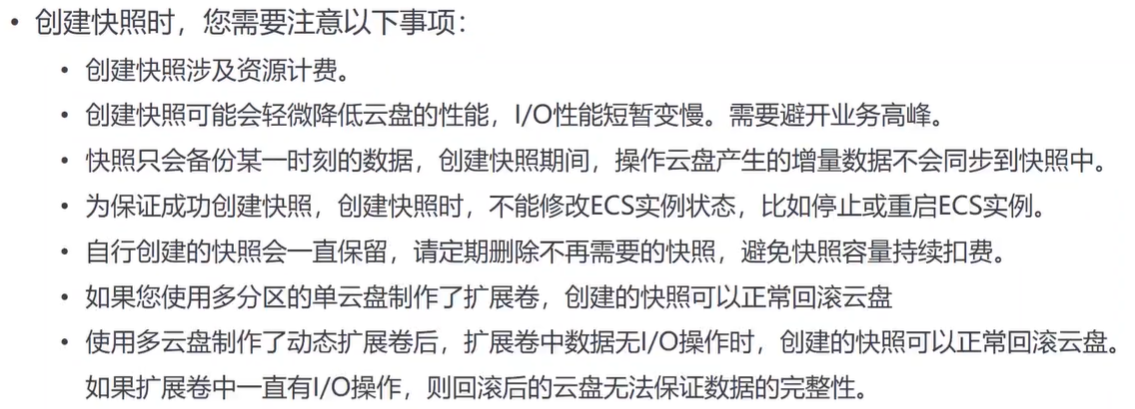 • 创建快照时，您需要注意以下事项：
• 创建快照涉及资源计费。
• 创建快照可能会轻微降低云盘的性能，I/O性能短暂变慢。需要避开业务高峰。
• 快照只会备份某一时刻的数据，创建快照期间，操作云盘产生的增量数据不会同步到快照中。
• 为保证成功创建快照，创建快照时，不能修改ECS实例状态，比如停止或重启ECS实例。
• 自行创建的快照会一直保留，请定期删除不再需要的快照，避免快照容量持续扣费。
• 如果您使用多分区的单云盘制作了扩展卷，创建的快照可以正常回滚云盘
• 使用多云盘制作了动态扩展卷后，扩展卷中数据无I/O操作时，创建的快照可以正常回滚云盘。
如果扩展卷中一直有I/O操作，则回滚后的云盘无法保证数据的完整性。